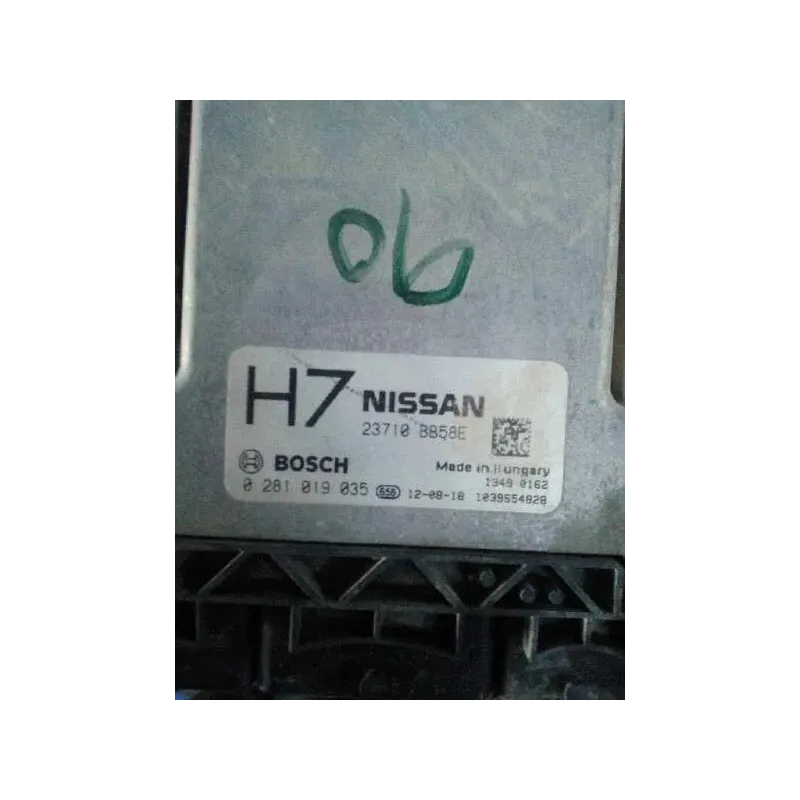 06
H7 NISSAN
23710 BB58E
BOSCH Made in Hungary
1349 0162
0 281 019 035 656 12-08-18 1039S54828